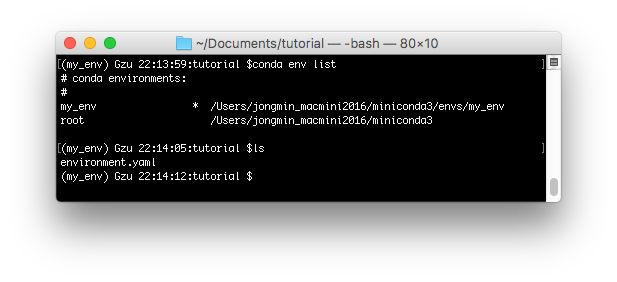 ~/Documents/tutorial — -bash — 80×10
[(my_env) Gzu 22:13:59:tutorial $conda env list ]
# conda environments:
#
my_env * /Users/jongmin_macmini2016/miniconda3/envs/my_env
root /Users/jongmin_macmini2016/miniconda3
[(my_env) Gzu 22:14:05:tutorial $ls ]
environment.yaml
(my_env) Gzu 22:14:12:tutorial $